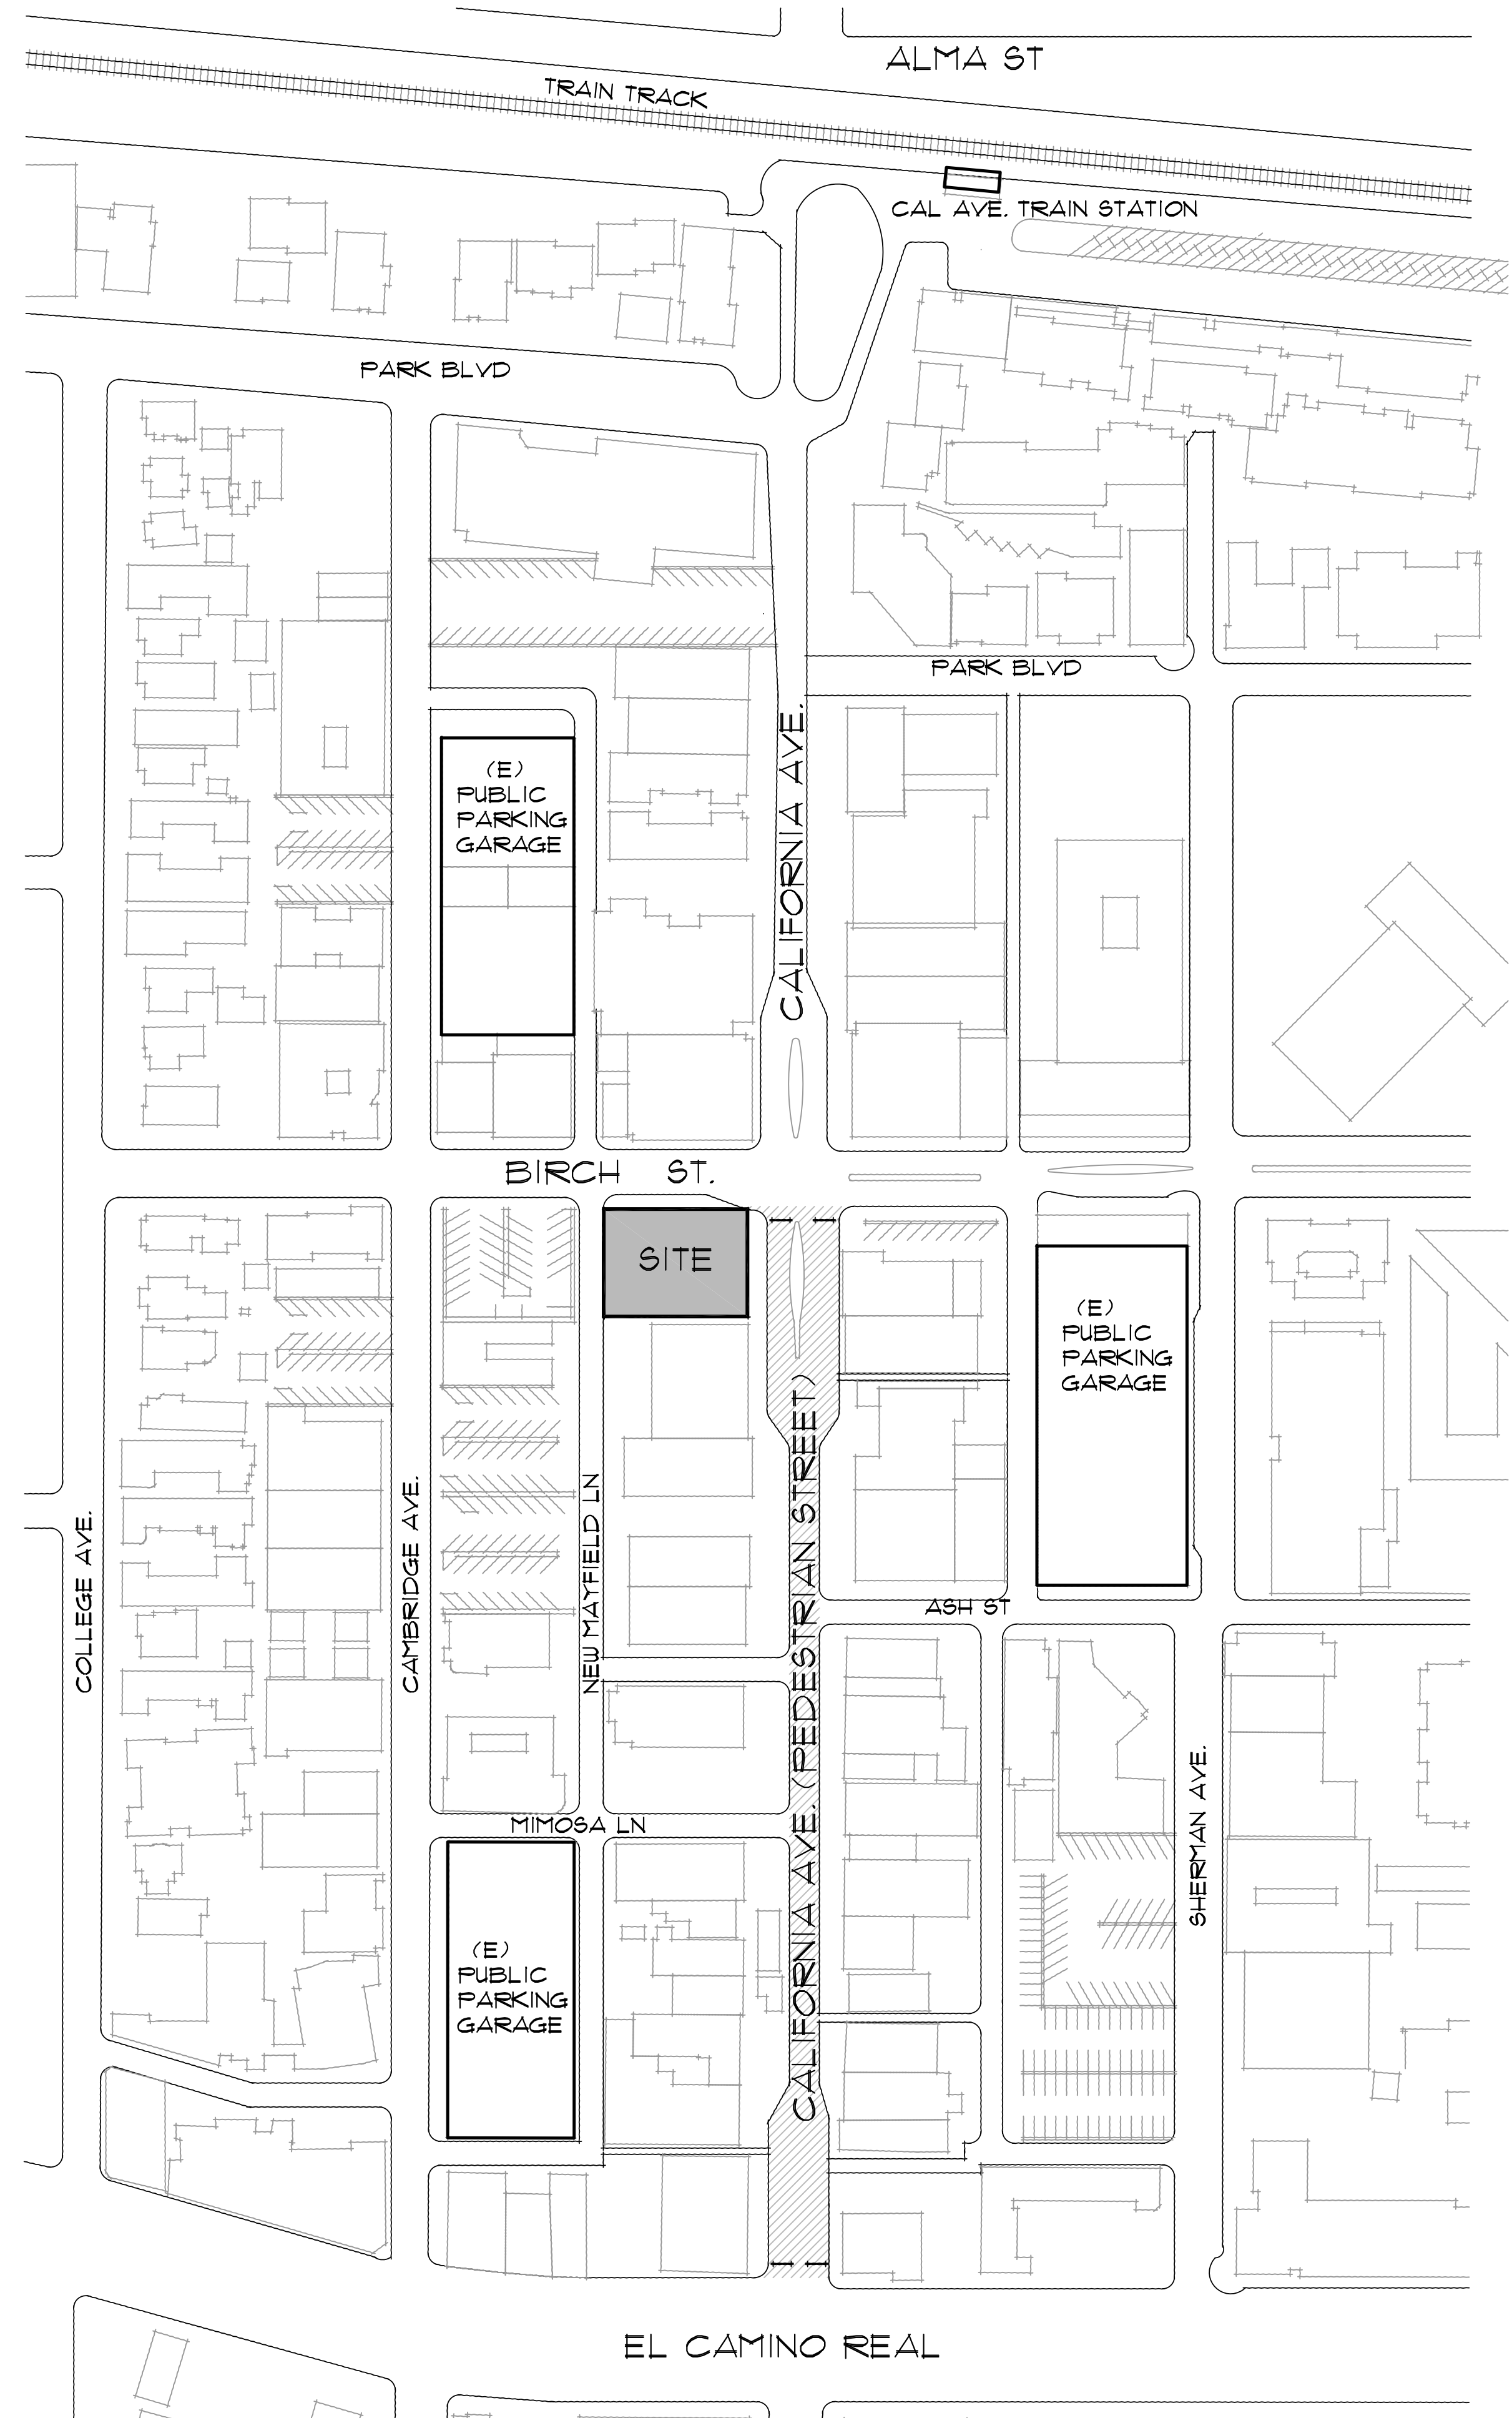 ALMA ST
TRAIN TRACK
CAL AVE. TRAIN STATION
PARK BLVD
PARK BLVD
CALIFORNIA AVE.
(E)
PUBLIC
PARKING
GARAGE
BIRCH ST.
SITE
(E)
PUBLIC
PARKING
GARAGE
COLLEGE AVE.
CAMBRIDGE AVE.
NEW MAYFIELD LN
CALIFORNIA AVE. (PEDESTRIAN STREET)
ASH ST
SHERMAN AVE.
MIMOSA LN
(E)
PUBLIC
PARKING
GARAGE
EL CAMINO REAL